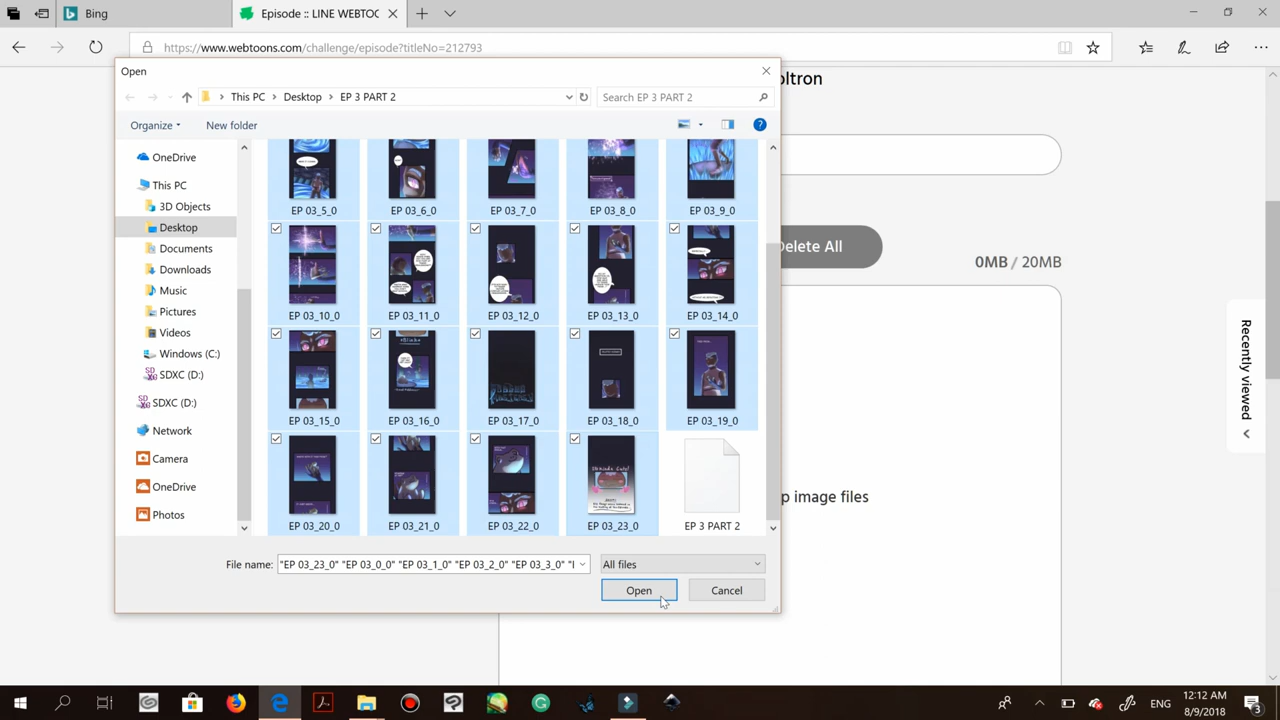 Bing
Episode :: LINE WEBTOC
https://www.webtoons.com/challenge/episode?titleNo=212793
Open
oltron
This PC
Desktop
EP 3 PART 2
Search EP 3 PART 2
Organize
New folder
OneDrive
This PC
3D Objects
Desktop
Documents
Downloads
Music
Pictures
Videos
Windows (C:)
SDXC (D:)
SDXC (D:)
Network
Camera
OneDrive
Photos
EP 03_5_0
EP 03_6_0
EP 03_7_0
EP 03_8_0
EP 03_9_0
EP 03_10_0
EP 03_11_0
EP 03_12_0
EP 03_13_0
EP 03_14_0
EP 03_15_0
EP 03_16_0
EP 03_17_0
EP 03_18_0
EP 03_19_0
EP 03_20_0
EP 03_21_0
EP 03_22_0
EP 03_23_0
EP 3 PART 2
File name:
"EP 03_23_0" "EP 03_0_0" "EP 03_1_0" "EP 03_2_0" "EP 03_3_0" "I
All files
Open
Cancel
elete All
0MB / 20MB
p image files
Recently viewed
ENG
12:12 AM
8/9/2018
3